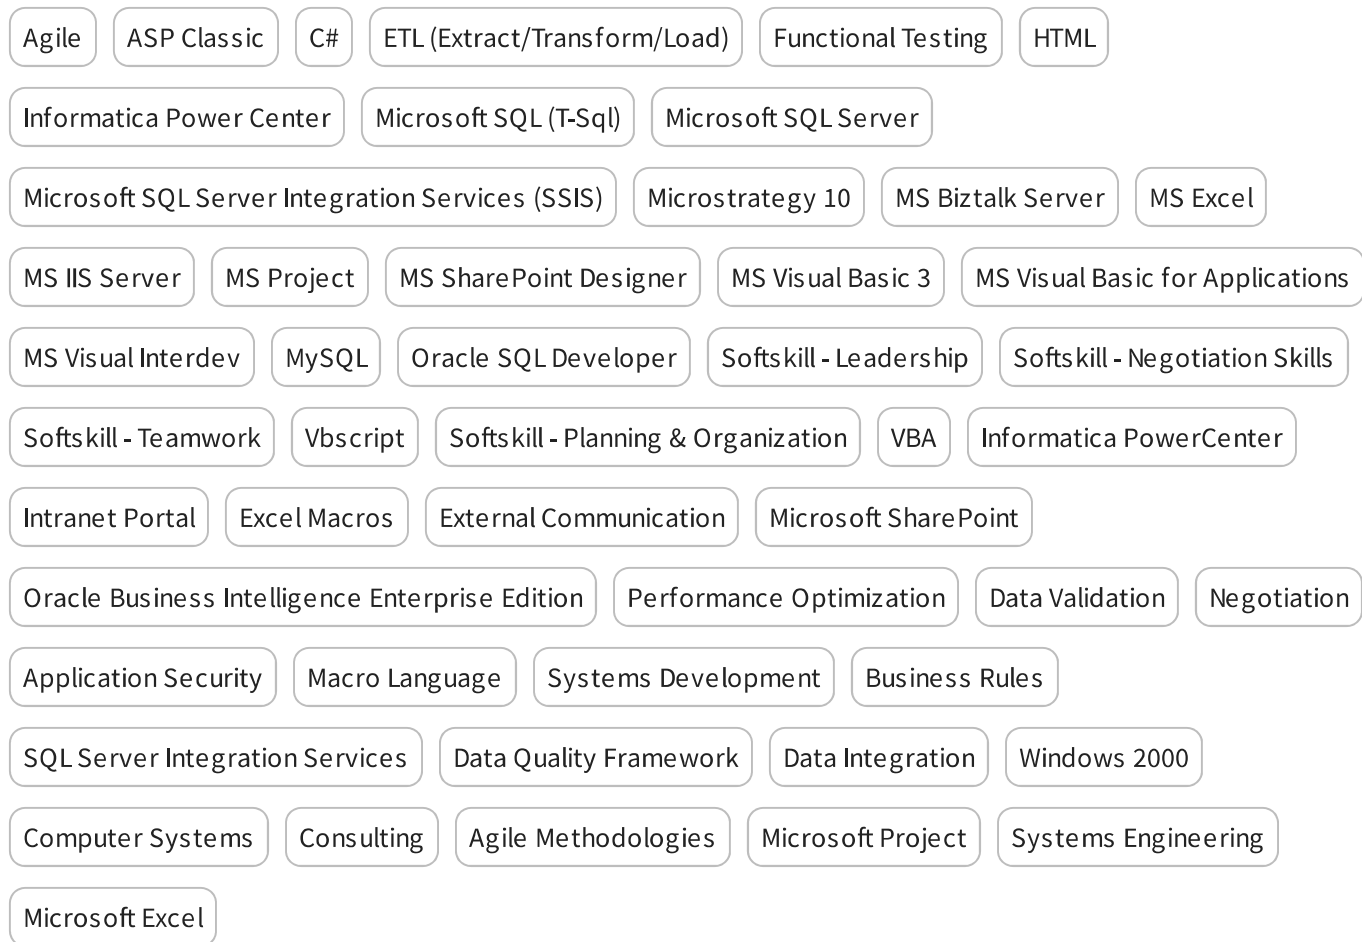 Agile ASP Classic C# ETL (Extract/Transform/Load) Functional Testing HTML
Informatica Power Center Microsoft SQL (T-Sql) Microsoft SQL Server
Microsoft SQL Server Integration Services (SSIS) Microstrategy 10 MS Biztalk Server MS Excel
MS IIS Server MS Project MS SharePoint Designer MS Visual Basic 3 MS Visual Basic for Applications
MS Visual Interdev MySQL Oracle SQL Developer Softskill - Leadership Softskill - Negotiation Skills
Softskill - Teamwork Vbscript Softskill - Planning & Organization VBA Informatica PowerCenter
Intranet Portal Excel Macros External Communication Microsoft SharePoint
Oracle Business Intelligence Enterprise Edition Performance Optimization Data Validation Negotiation
Application Security Macro Language Systems Development Business Rules
SQL Server Integration Services Data Quality Framework Data Integration Windows 2000
Computer Systems Consulting Agile Methodologies Microsoft Project Systems Engineering
Microsoft Excel